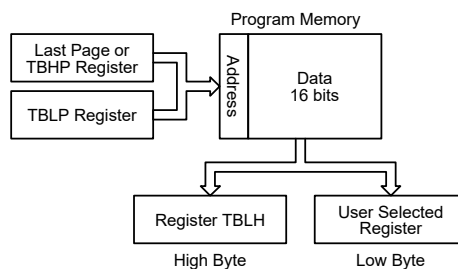 Program Memory
Last Page or
TBHP Register
TBLP Register
Address
Data
16 bits
Register TBLH
User Selected
Register
High Byte
Low Byte